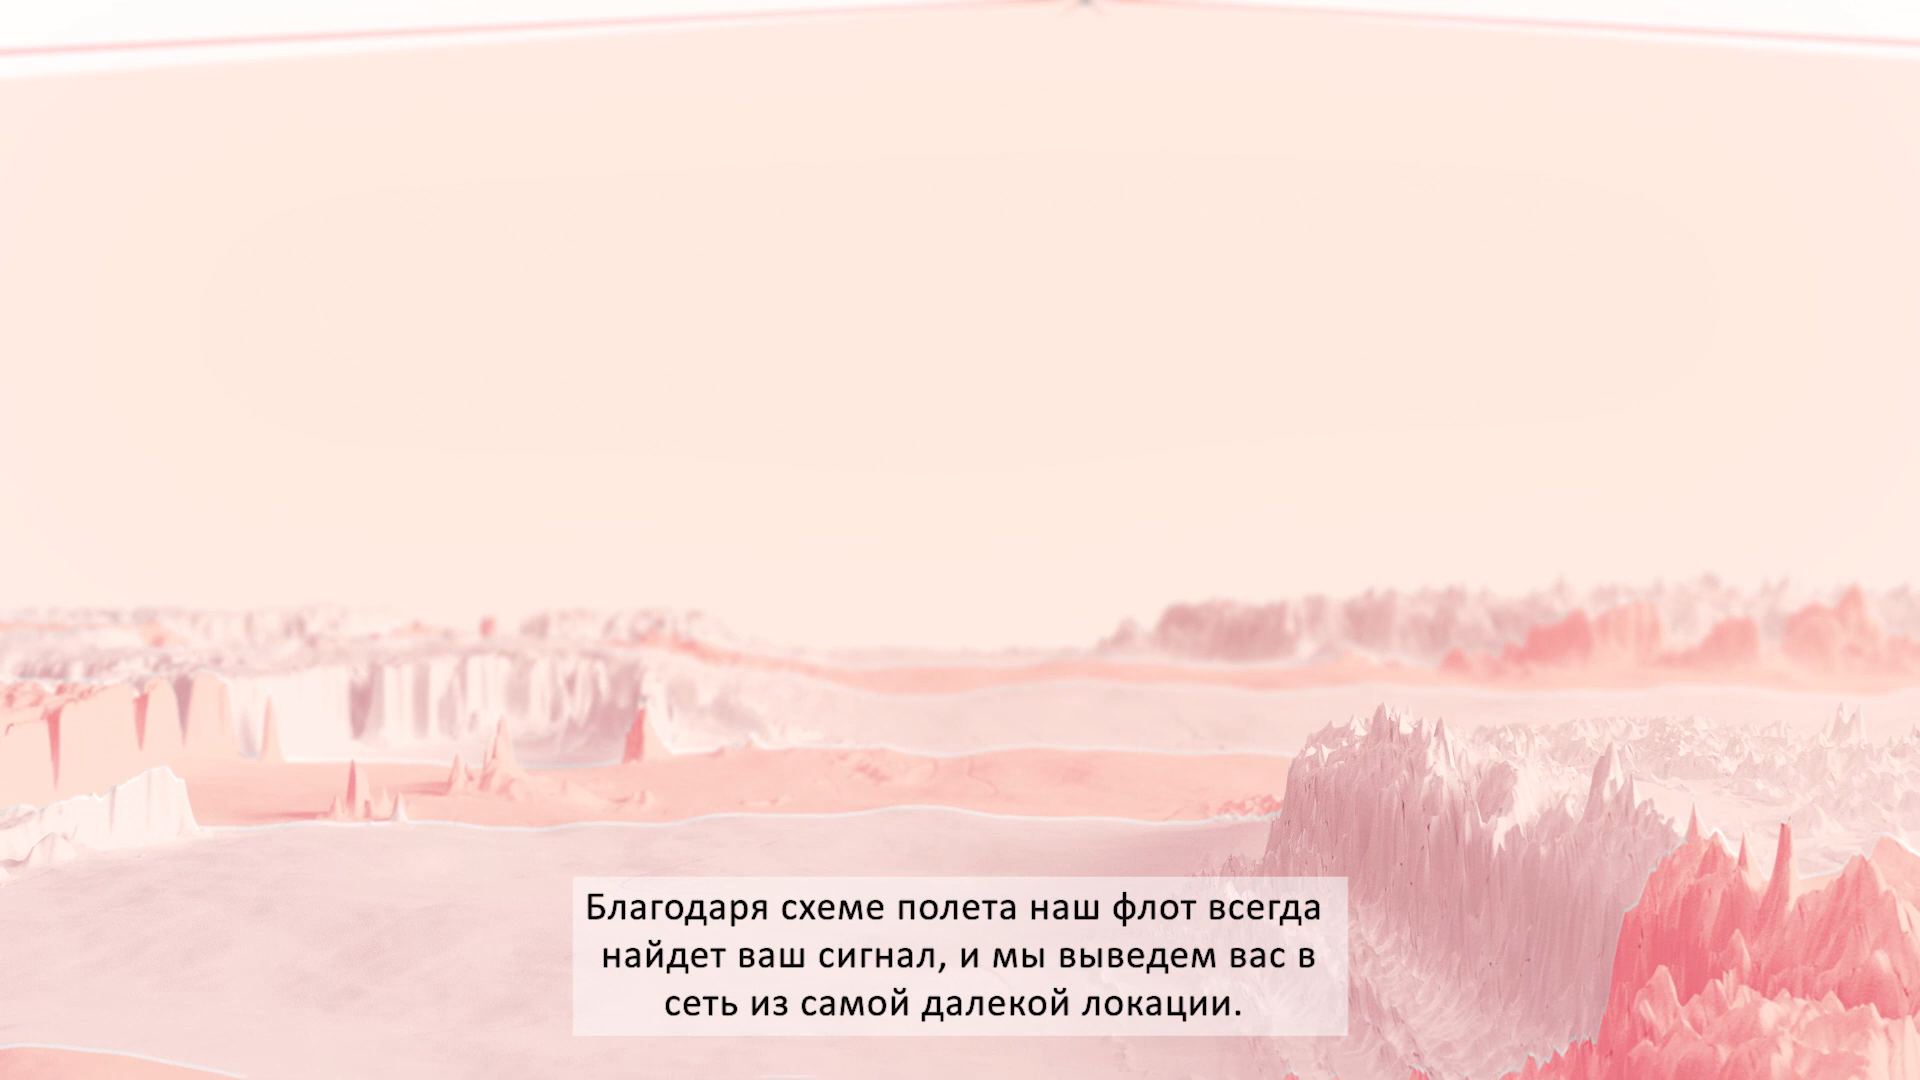 Благодаря схеме полета наш флот всегда
найдет ваш сигнал, и мы выведем вас в
сеть из самой далекой локации.